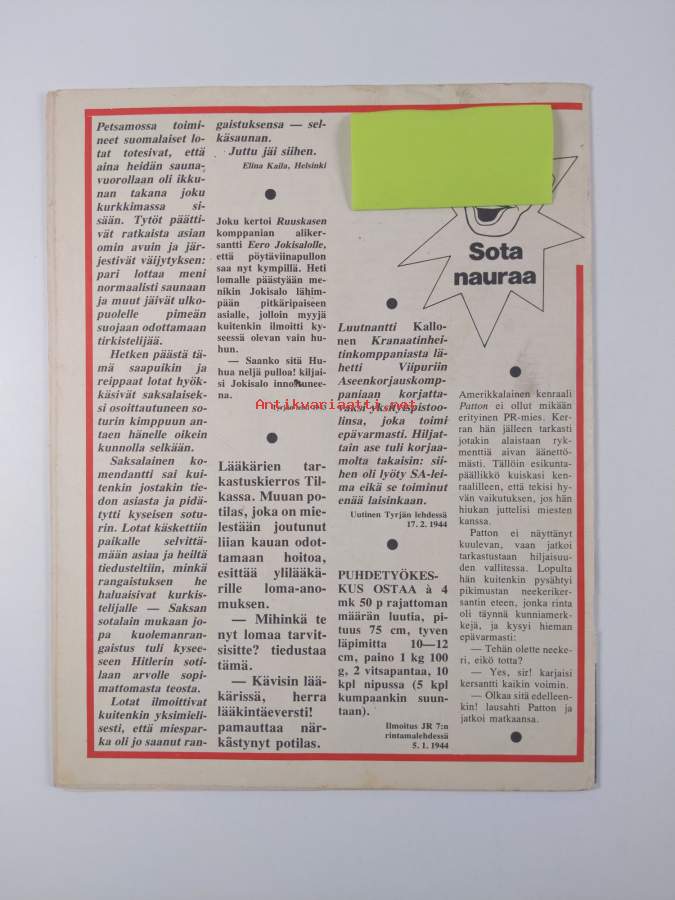 Petsamossa toimi-
neet suomalaiset lo-
tat totesivat, että
aina heidän sauna-
vuorollaan oli ikku-
nan takana joku
kurkkimassa si-
sään. Tytöt päätti-
vät ratkaista asian
omin avuin ja jär-
jestivät väijytyksen:
pari lottaa meni
normaalisti saunaan
ja muut jäivät ulko-
puolelle pimeän
suojaan odottamaan
tirkistelijää.
Hetken päästä tä-
mä saapuikin ja
reippaat lotat hyök-
käsivät saksalaisek-
si osoittautuneen so-
turin kimppuun an-
taen hänelle oikein
kunnolla selkään.
Saksalainen ko-
mendantti sai kui-
tenkin jostakin tie-
don asiasta ja pidä-
tytti kyseisen sotu-
rin. Lotat käskettiin
paikalle selvittä-
mään asiaa ja heiltä
tiedusteltiin, minkä
rangaistuksen he
haluaisivat kurkis-
telijalle — Saksan
sotalain mukaan jo-
pa kuolemanran-
gaistus tuli kysee-
seen Hitlerin soti-
laan arvolle sopi-
mattomasta teosta.
Lotat ilmoittivat
kuitenkin yksimieli-
sesti, että miespar-
ka oli jo saanut ran-
gaistuksensa — sel-
käsaunan.
Juttu jäi siihen.
Elina Kaila, Helsinki
Joku kertoi Ruuskasen
komppanian aliker-
santti Eero Jokisalolle,
että pöytäviinapullon
saa nyt kympillä. Heti
lomalle päästyään me-
nikin Jokisalo lähim-
pään pitkäripaiseen
asialle, jolloin myyjä
kuitenkin ilmoitti ky-
seessä olevan vain hu-
hun.
— Saanko sitä Hu-
hua neljä pulloa! kiljai-
si Jokisalo innostunee-
na.
Lääkärien tar-
kastuskierros Til-
kassa. Muuan po-
tilas, joka on mie-
lestään joutunut
liian kauan odot-
tamaan hoitoa,
esittää ylilääkä-
rille loma-ano-
muksen.
— Mihinkä te
nyt lomaa tarvit-
sisitte? tiedustaa
tämä.
— Kävisin lää-
kärissä, herra
lääkintäeversti!
pamauttaa när-
kästynyt potilas.
Sota
nauraa
Luutnantti Kallo-
nen Kranaatinhei-
tinkomppaniasta lä-
hetti Viipuriin
Aseenkorjauskomp-
paniaan korjatta-
vaksi yksityispistoo-
linsa, joka toimi
epävarmasti. Hiljat-
tain ase tuli korjaa-
molta takaisin: sii-
hen oli lyöty SA-lei-
ma eikä se toiminut
enää laisinkaan.
Uutinen Tyrjän lehdessä
17. 2. 1944
PUHDETYÖKES-
KUS OSTAA à 4
mk 50 p rajattoman
määrän luutia, pi-
tuus 75 cm, tyven
läpimitta 10—12
cm, paino 1 kg 100
g, 2 vitsapantaa, 10
kpl nipussa (5 kpl
kumpaankin suun-
taan).
Ilmoitus JR 7:n
rintamalehdessä
5. 1. 1944
Amerikkalainen kenraali
Patton ei ollut mikään
erityinen PR-mies. Ker-
ran hän jälleen tarkasti
jotakin alaistaan ryk-
menttiä aivan äänettö-
mästi. Tällöin esikunta-
päällikkö kuiskasi ken-
raalilleen, että tekisi hy-
vän vaikutuksen, jos hän
hiukan juttelisi miesten
kanssa.
Patton ei näyttänyt
kuulevan, vaan jatkoi
tarkastustaan hiljaisuu-
den vallitessa. Lopulta
hän kuitenkin pysähtyi
pikimustan neekeriker-
santin eteen, jonka rinta
oli täynnä kunniamerk-
kejä, ja kysyi hieman
epävarmasti:
— Tehän olette neeke-
ri, eikö totta?
— Yes, sir! karjaisi
kersantti kaikin voimin.
— Olkaa sitä edelleen-
kin! lausahti Patton ja
jatkoi matkaansa.
Antikvariaatti.net